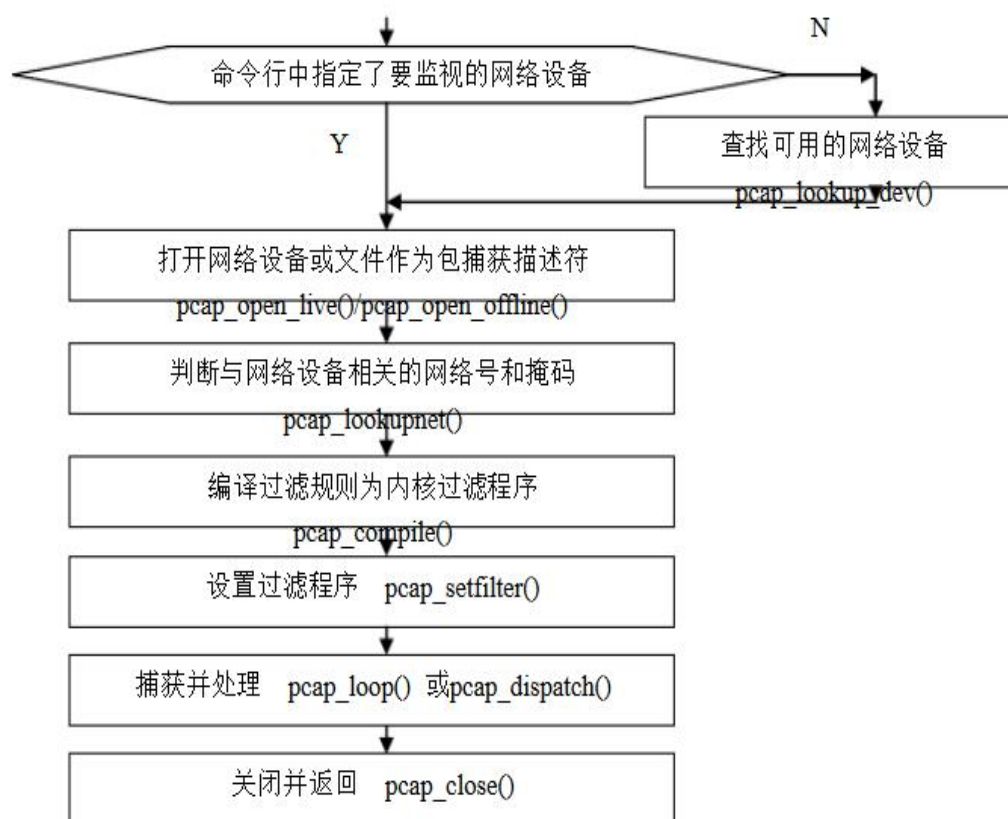 N
命令行中指定了要监视的网络设备
Y
查找可用的网络设备
pcap_lookup_dev()
打开网络设备或文件作为包捕获描述符
pcap_open_live()/pcap_open_offline()
判断与网络设备相关的网络号和掩码
pcap_lookupnet()
编译过滤规则为内核过滤程序
pcap_compile()
设置过滤程序 pcap_setfilter()
捕获并处理 pcap_loop() 或pcap_dispatch()
关闭并返回 pcap_close()